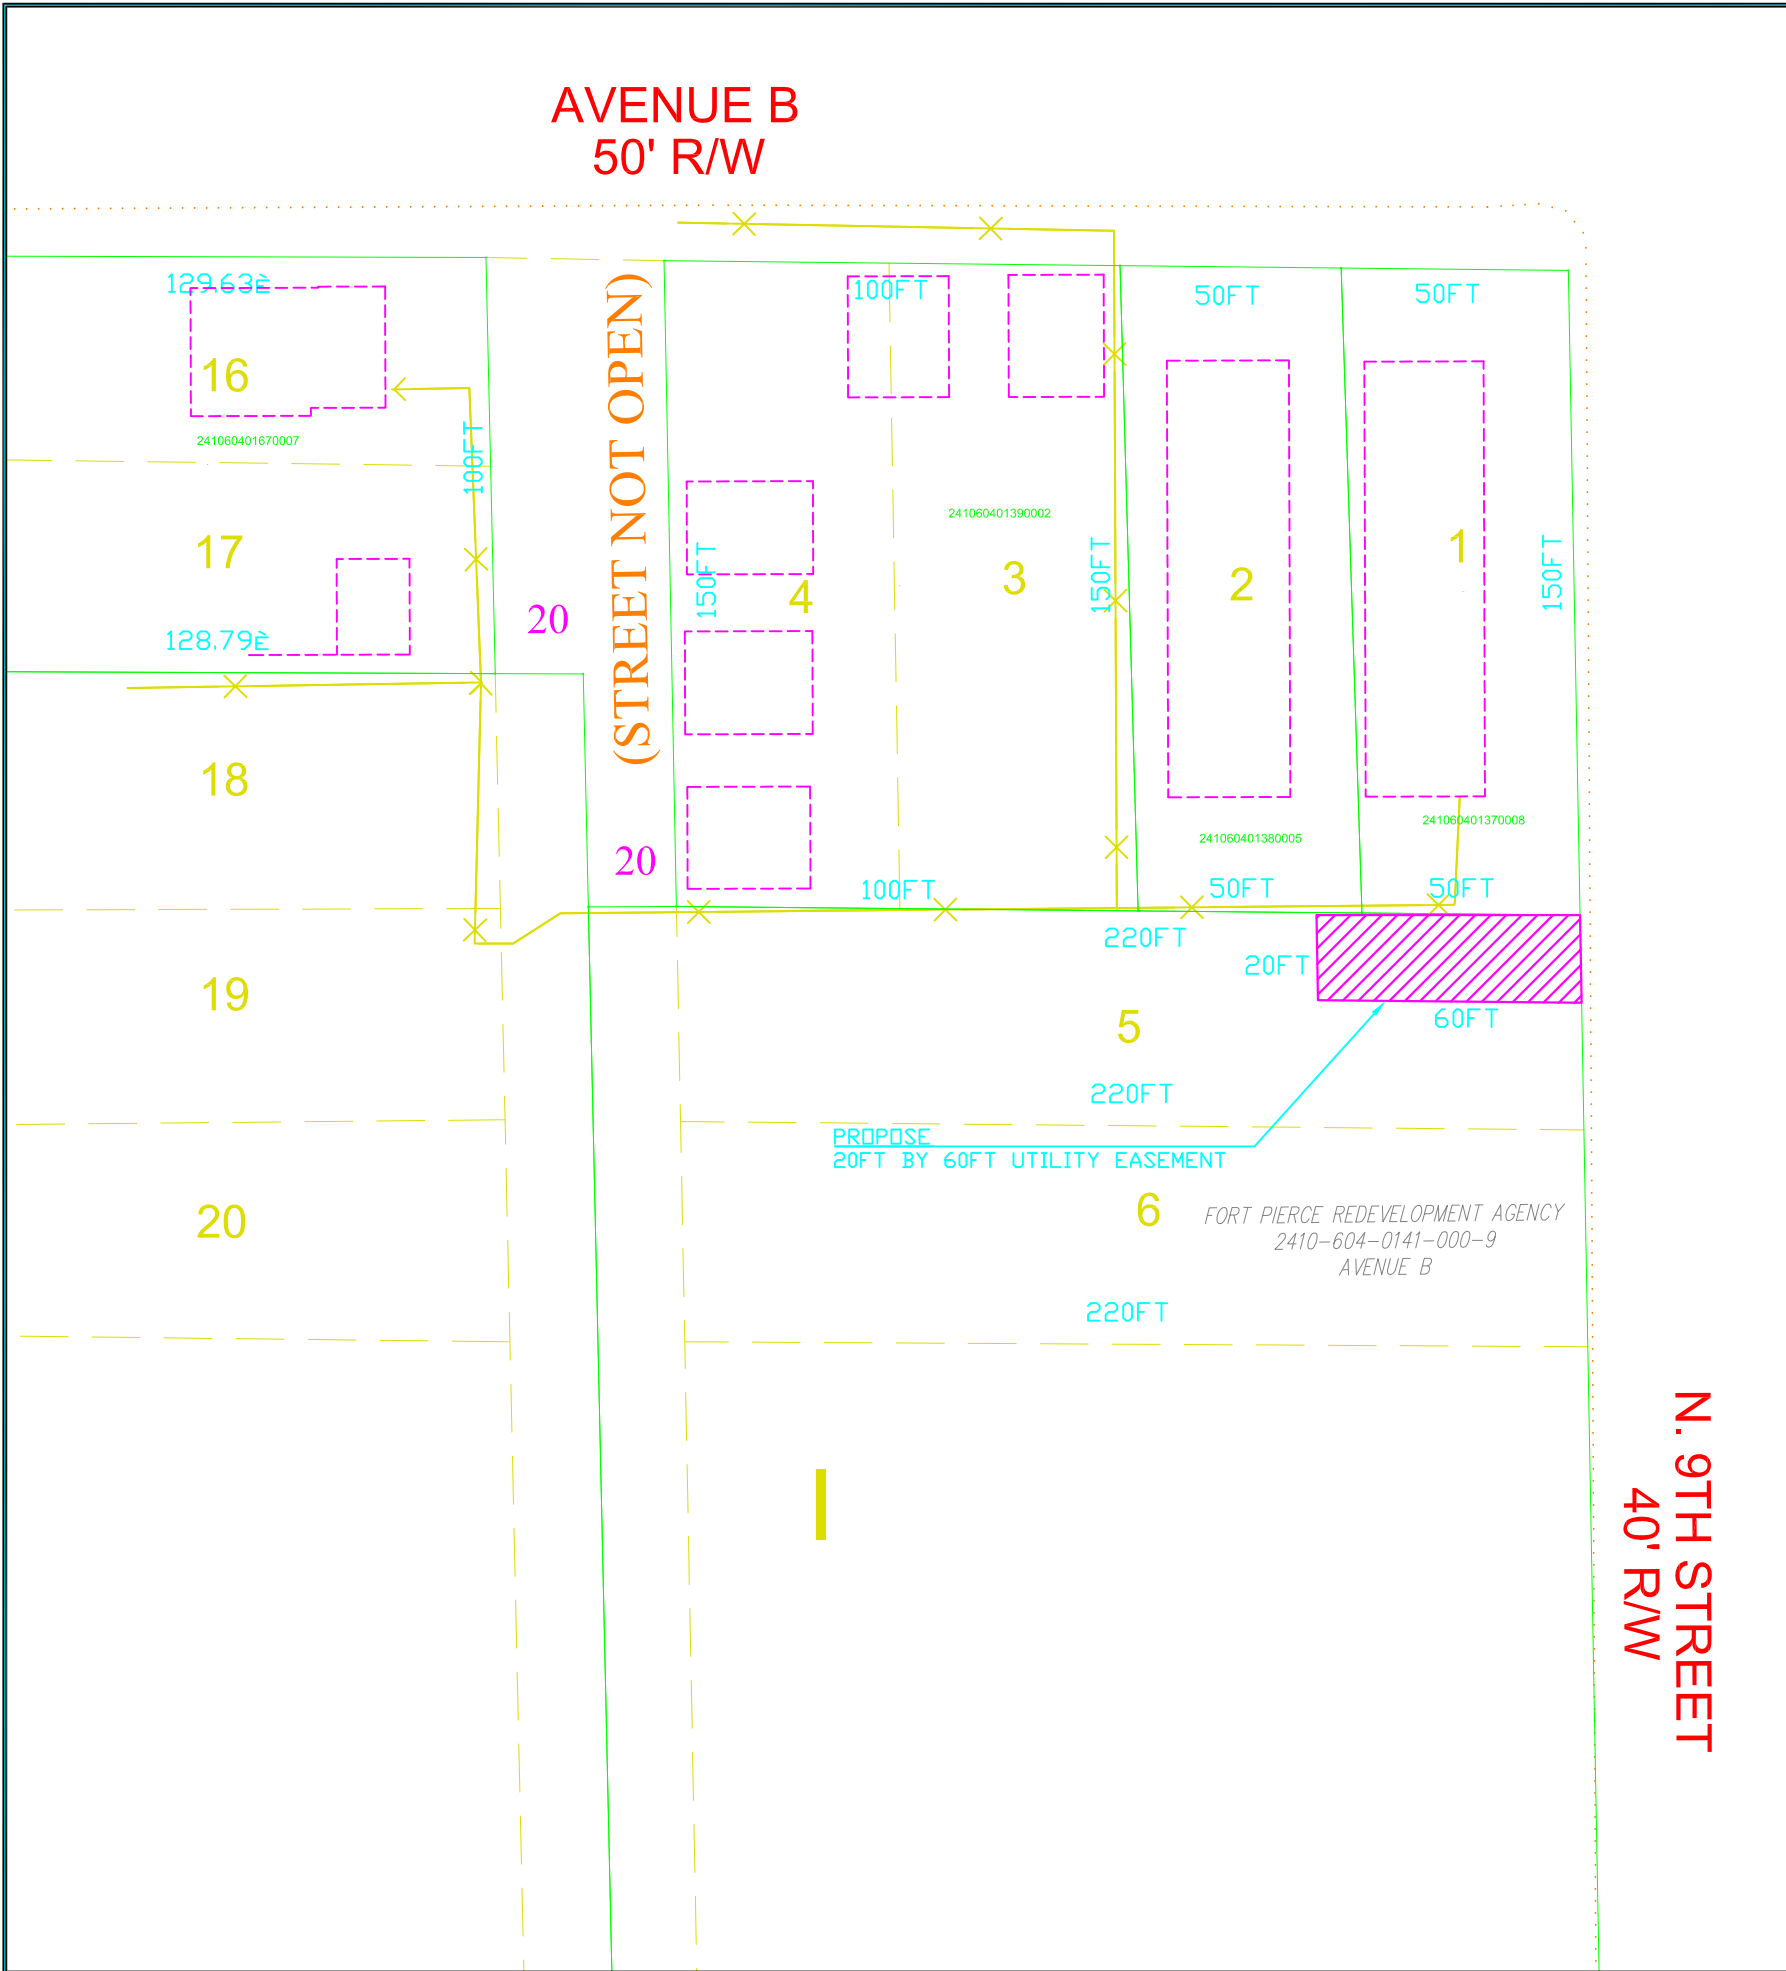 AVENUE B
50' R/W
129.63È
100FT
50FT
50FT
16
241060401670007
100FT
(STREET NOT OPEN)
241060401390002
17
150FT
4
3
150FT
2
1
150FT
20
128.79È
18
20
241060401380005
241060401370008
100FT
50FT
50FT
220FT
20FT
19
60FT
5
220FT
PROPOSE
20FT BY 60FT UTILITY EASEMENT
20
6
FORT PIERCE REDEVELOPMENT AGENCY
2410-604-0141-000-9
AVENUE B
220FT
I
N. 9TH STREET
40' R/W